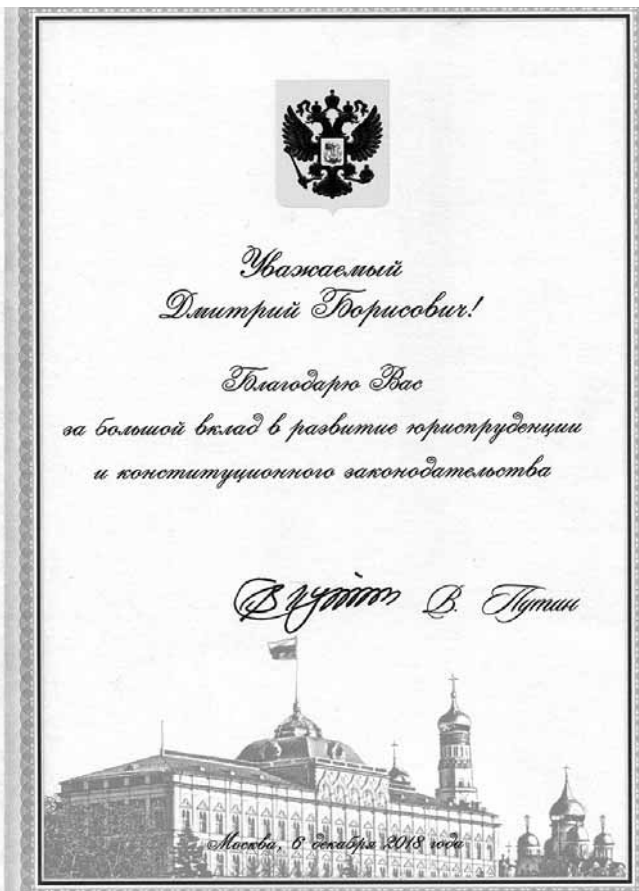 Уважаемый
Дмитрий Борисович!
Благодарю Вас
за большой вклад в развитие юриспруденции
и конституционного законодательства
В. Путин
Москва, 6 декабря 2018 года